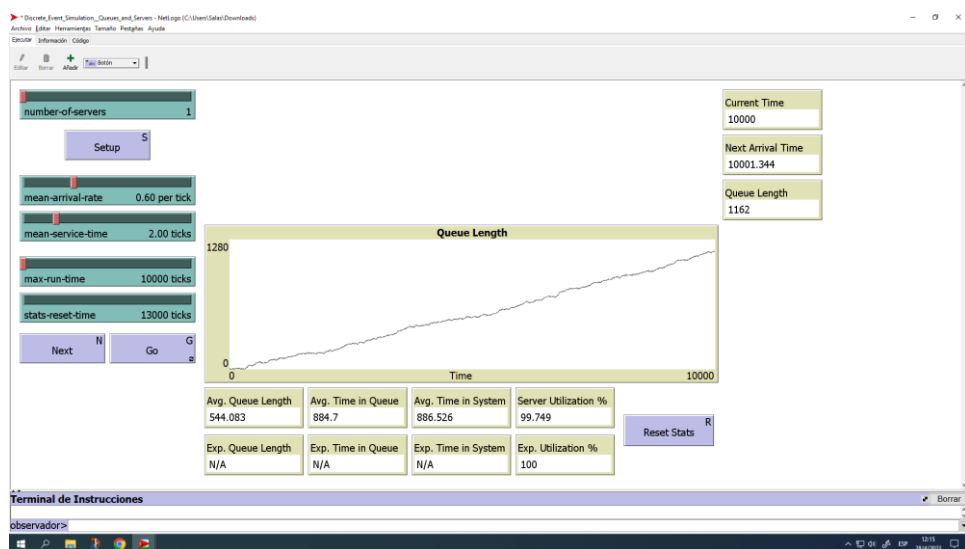 * Discrete_Event_Simulation__Queues_and_Servers - NetLogo {C:\Users\Salas\Downloads}
Archivo Editar Herramientas Tamaño Pestañas Ayuda
Ejecutar Información Código
Editar Borrar Añadir Botón
number-of-servers 1
Setup S
mean-arrival-rate 0.60 per tick
mean-service-time 2.00 ticks
max-run-time 10000 ticks
stats-reset-time 13000 ticks
Next N
Go G
Current Time
10000
Next Arrival Time
10001.344
Queue Length
1162
Queue Length
1280
0
0 Time 10000
Avg. Queue Length Avg. Time in Queue Avg. Time in System Server Utilization %
544.083 884.7 886.526 99.749
Reset Stats R
Exp. Queue Length Exp. Time in Queue Exp. Time in System Exp. Utilization %
N/A N/A N/A 100
Terminal de Instrucciones Borrar
observador>
ESP 12:15